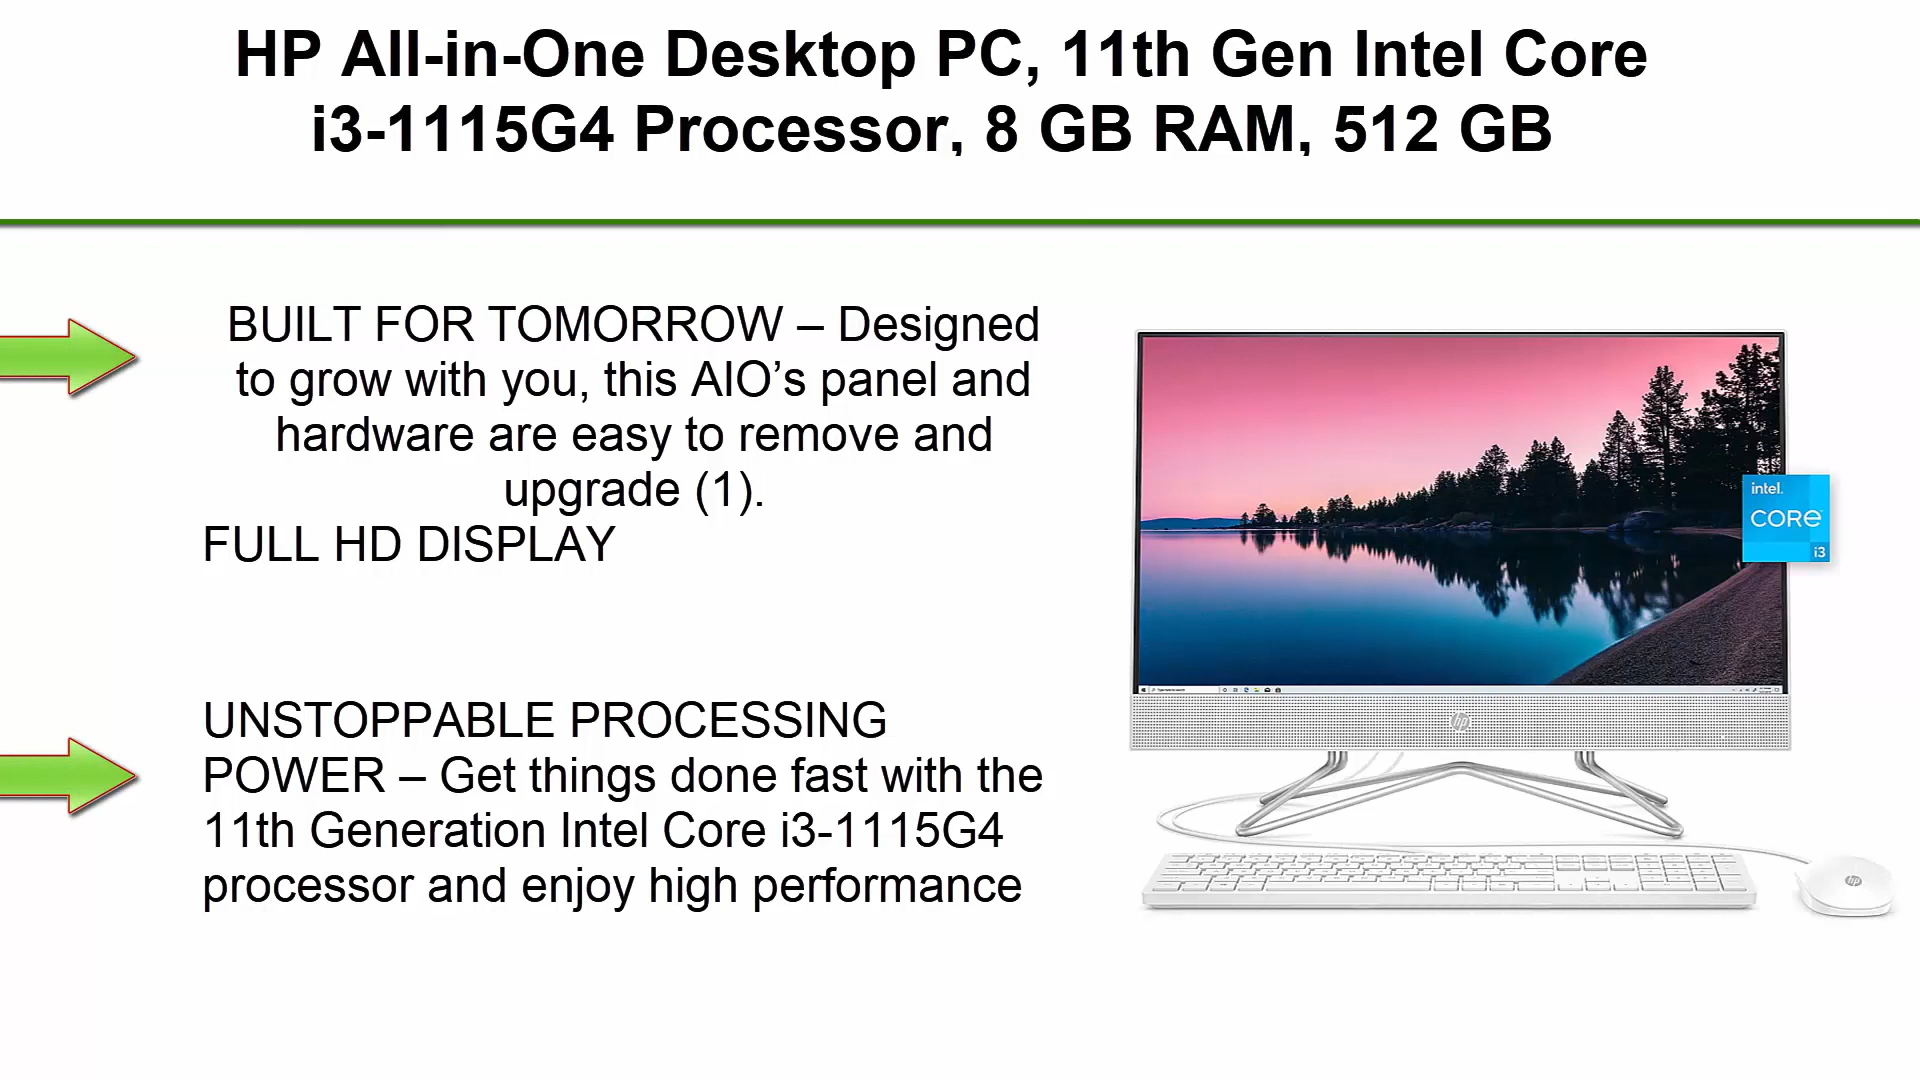 HP All-in-One Desktop PC, 11th Gen Intel Core
i3-1115G4 Processor, 8 GB RAM, 512 GB
BUILT FOR TOMORROW – Designed
to grow with you, this AIO’s panel and
hardware are easy to remove and
upgrade (1).
FULL HD DISPLAY
UNSTOPPABLE PROCESSING
POWER – Get things done fast with the
11th Generation Intel Core i3-1115G4
processor and enjoy high performance
intel.
CORE
i3
hp
hp